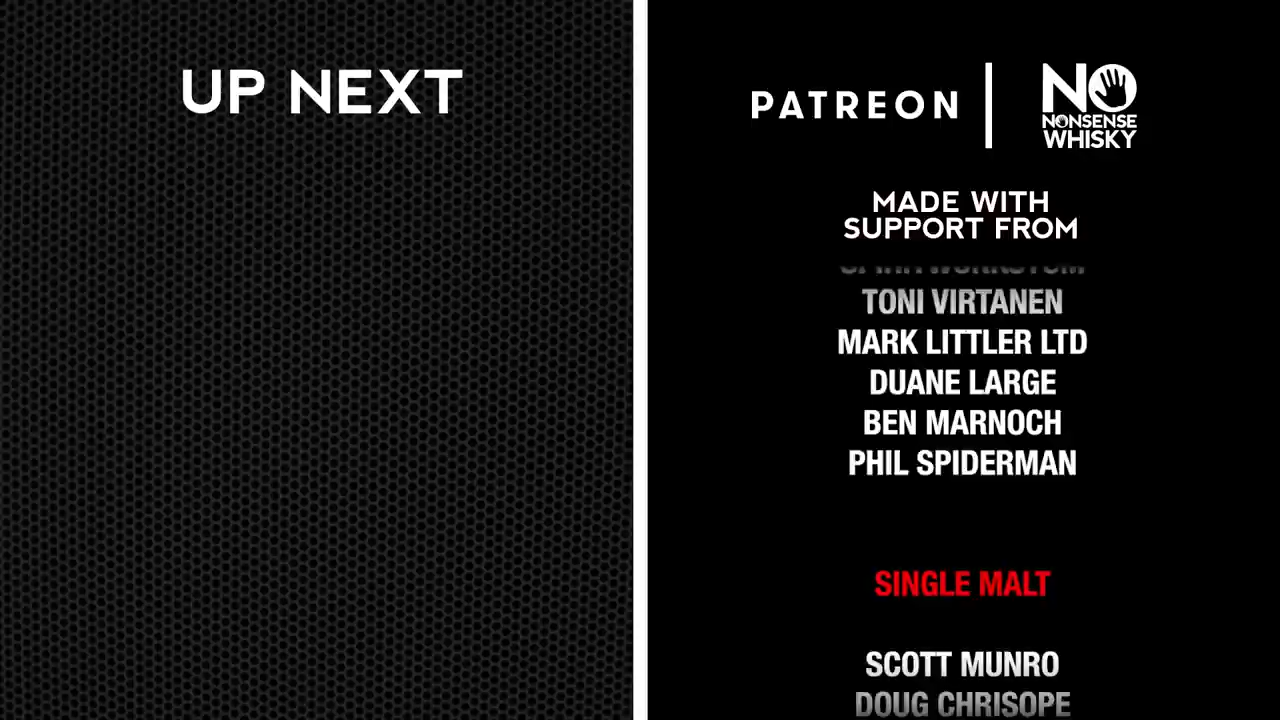 UP NEXT
PATREON
NO
NONSENSE
WHISKY
MADE WITH
SUPPORT FROM
TONI VIRTANEN
MARK LITTLER LTD
DUANE LARGE
BEN MARNOCH
PHIL SPIDERMAN
SINGLE MALT
SCOTT MUNRO
DOUG CHRISOPE